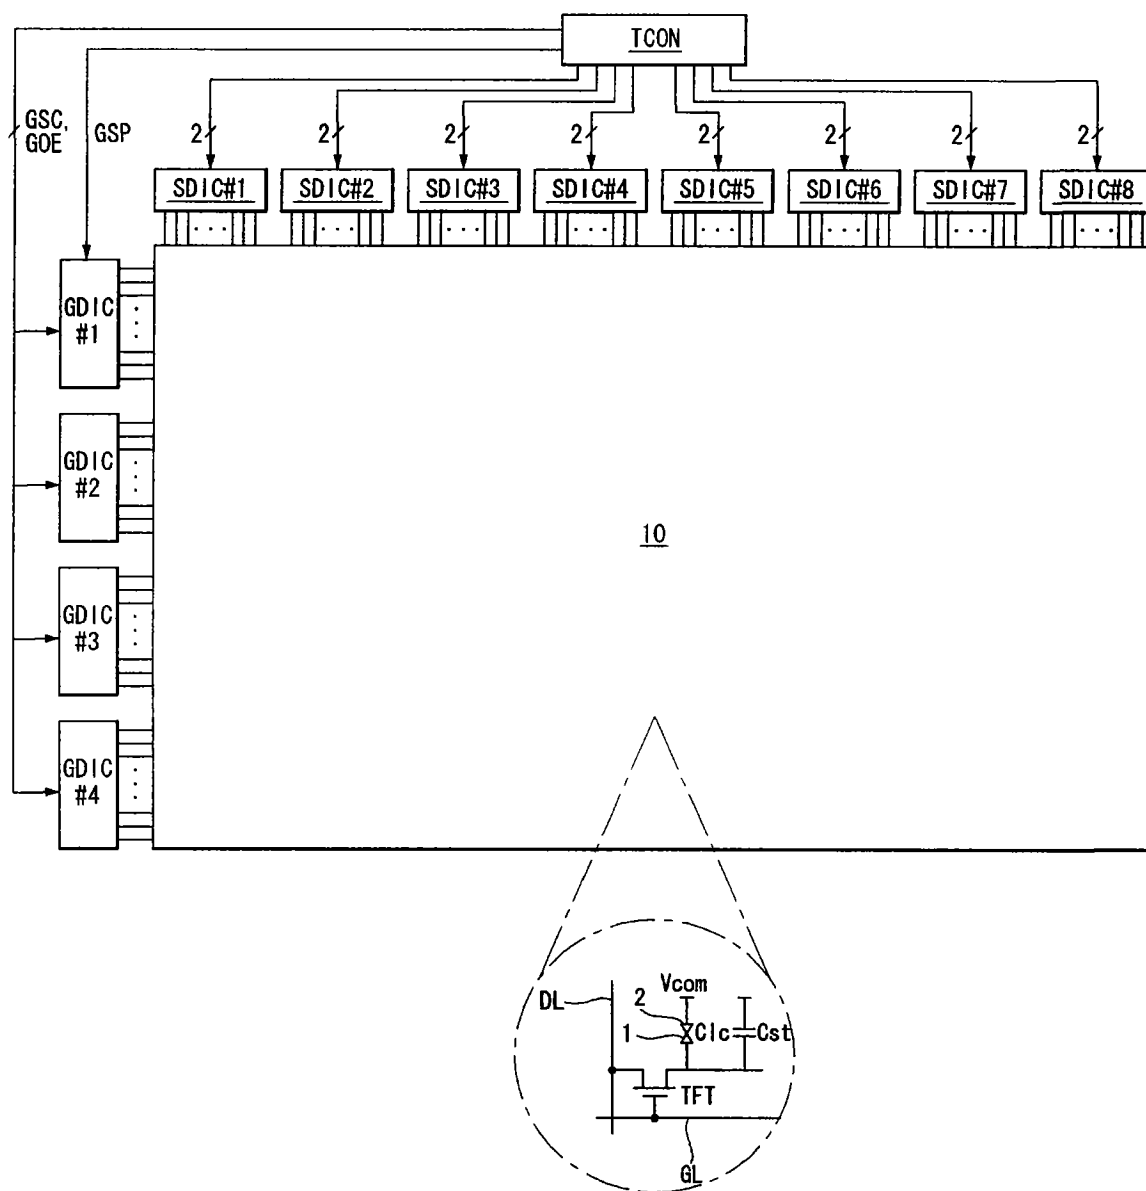 TCON
GSC,
GOE
GSP
2 2 2 2 2 2 2 2
SDIC#1 SDIC#2 SDIC#3 SDIC#4 SDIC#5 SDIC#6 SDIC#7 SDIC#8
GDIC
#1
GDIC
#2
10
GDIC
#3
GDIC
#4
Vcom
DL 2
1 Clc Cst
TFT
GL